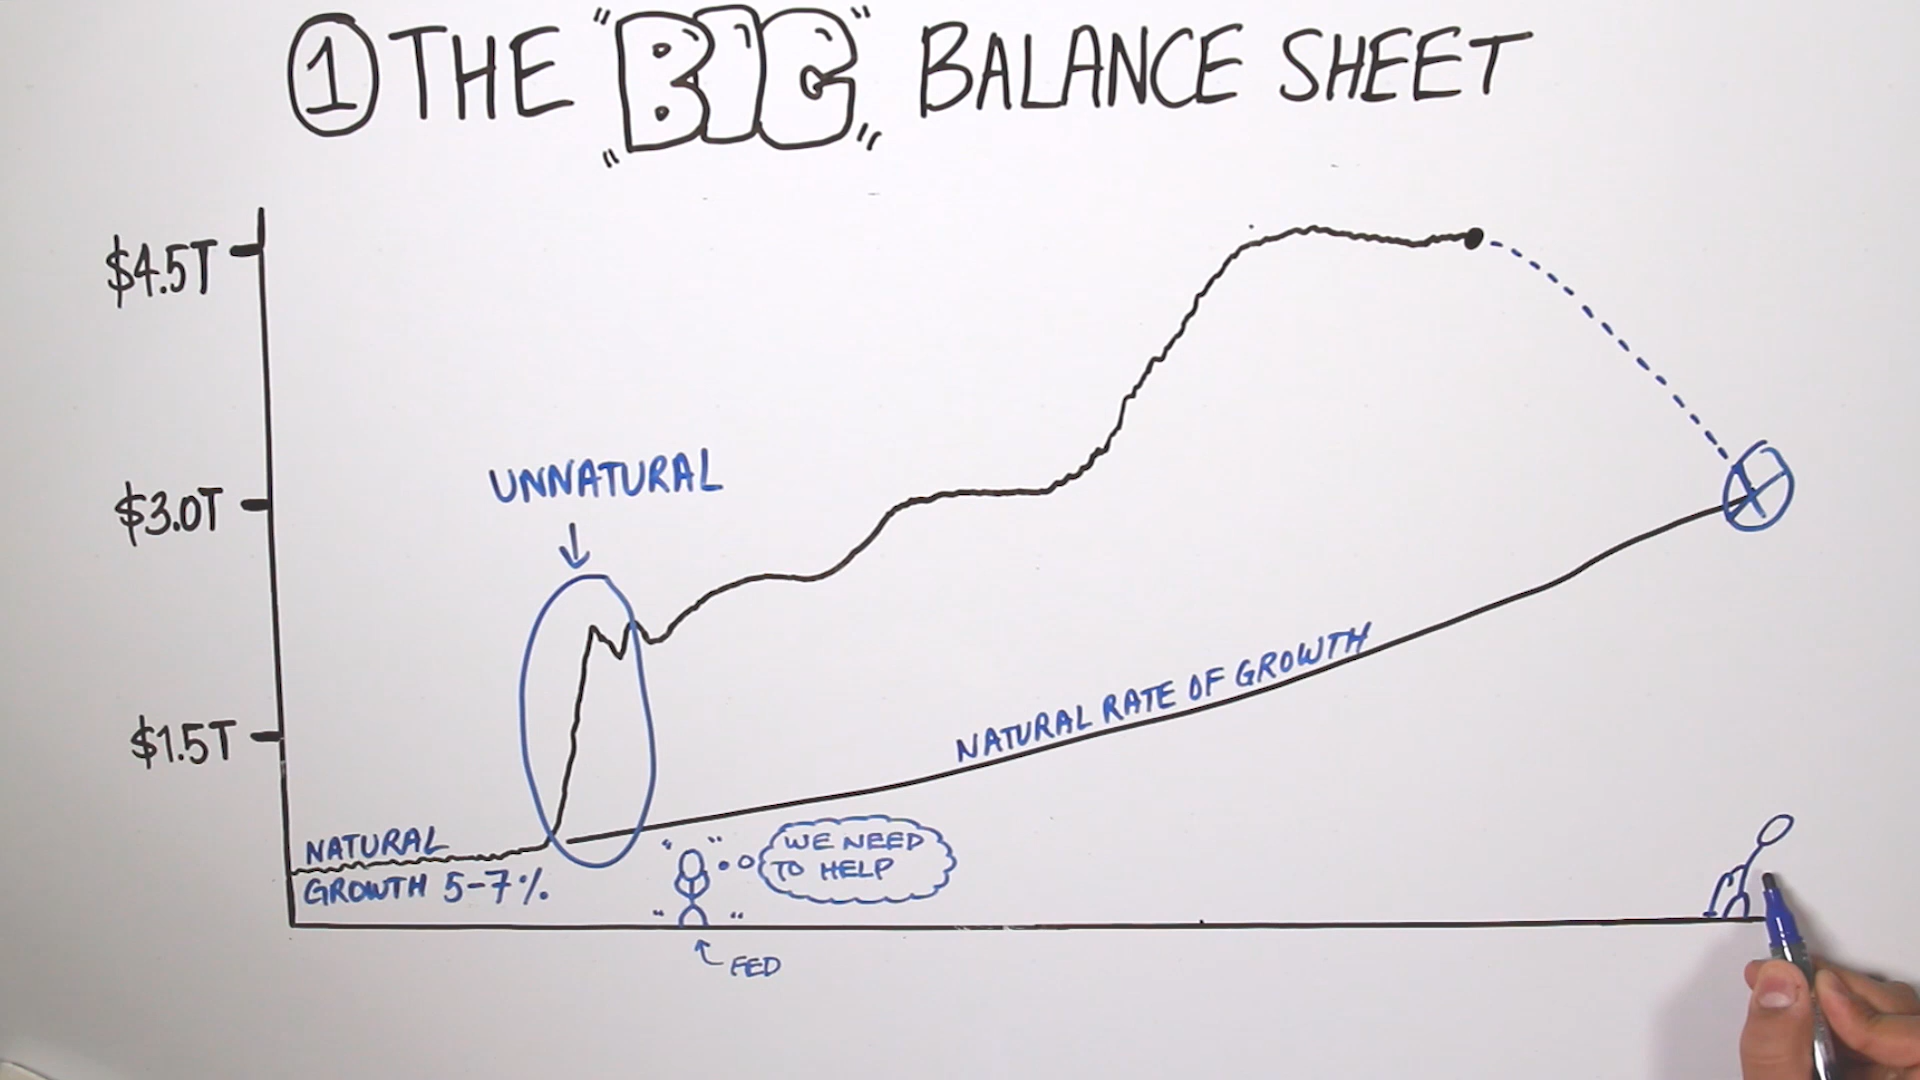 ① THE "BIG" BALANCE SHEET
$4.5T
$3.0T
$1.5T
UNNATURAL
NATURAL RATE OF GROWTH
NATURAL
GROWTH 5-7%
WE NEED
TO HELP
FED